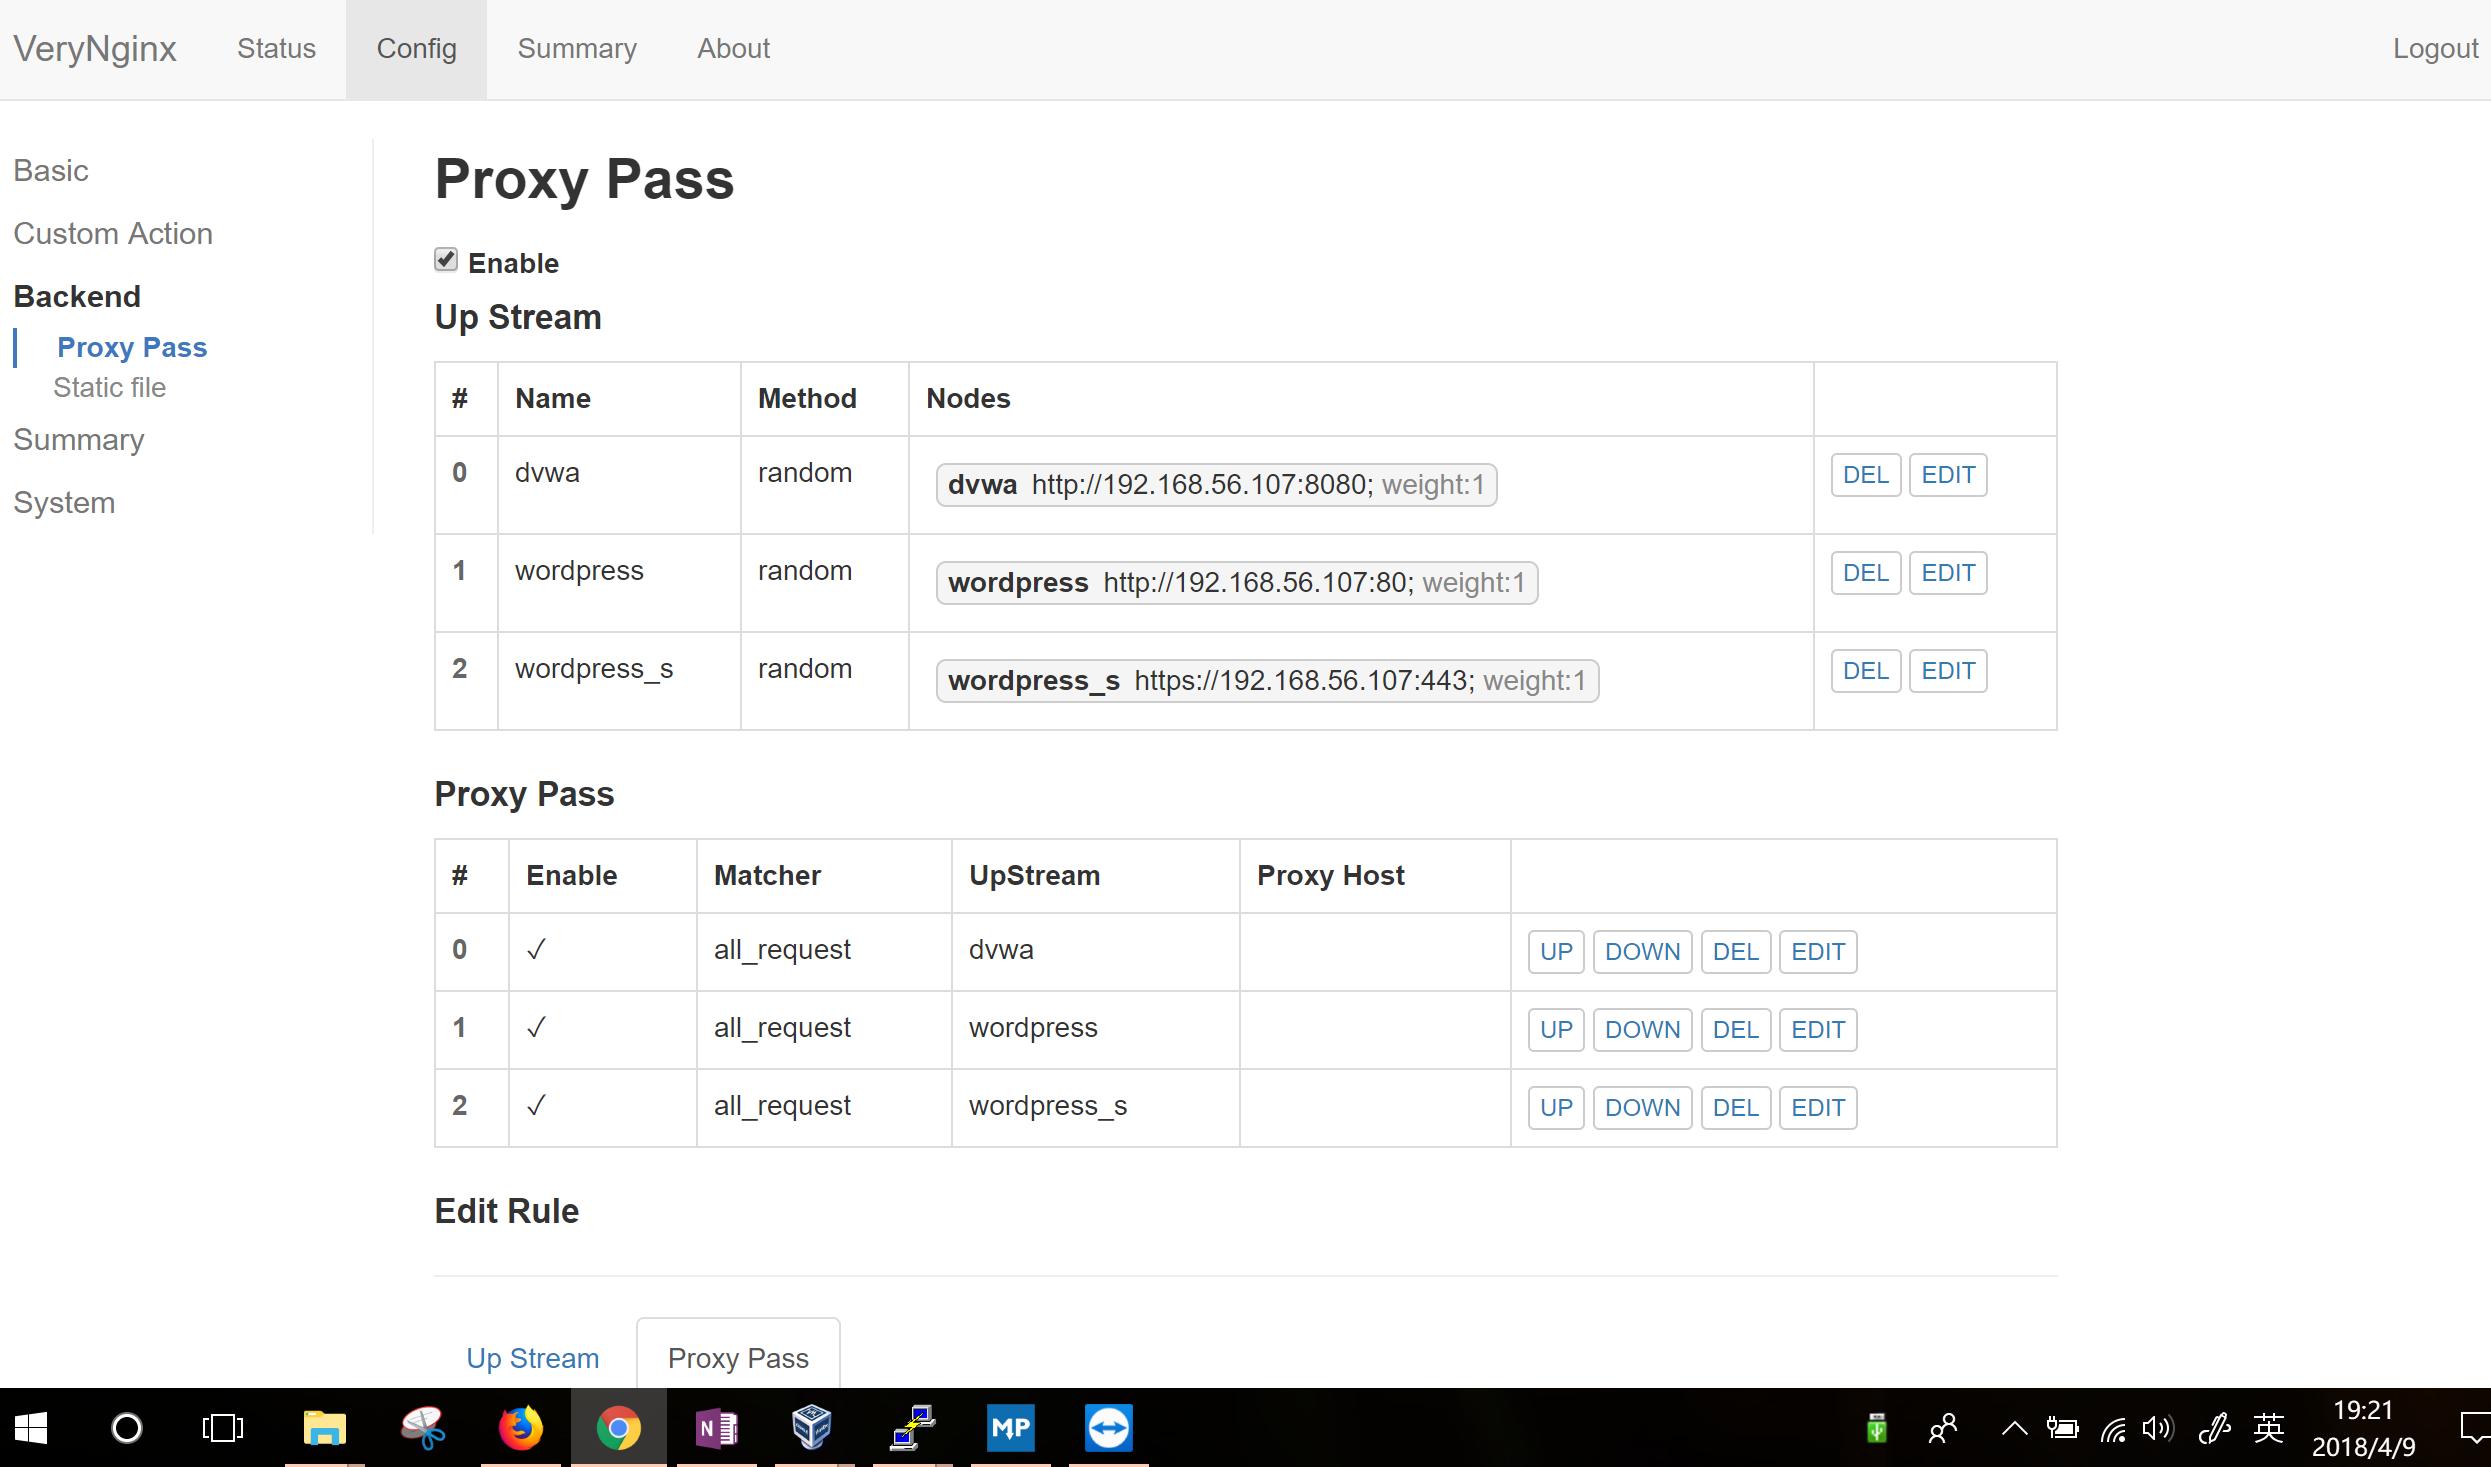 VeryNginx Status Config Summary About Logout
Basic
Custom Action
Backend
Proxy Pass
Static file
Summary
System
Proxy Pass
Enable
Up Stream
# Name Method Nodes
0 dvwa random dvwa http://192.168.56.107:8080; weight:1 DEL EDIT
1 wordpress random wordpress http://192.168.56.107:80; weight:1 DEL EDIT
2 wordpress_s random wordpress_s https://192.168.56.107:443; weight:1 DEL EDIT
Proxy Pass
# Enable Matcher UpStream Proxy Host
0 ✓ all_request dvwa UP DOWN DEL EDIT
1 ✓ all_request wordpress UP DOWN DEL EDIT
2 ✓ all_request wordpress_s UP DOWN DEL EDIT
Edit Rule
Up Stream Proxy Pass
N MP 英 19:21
2018/4/9